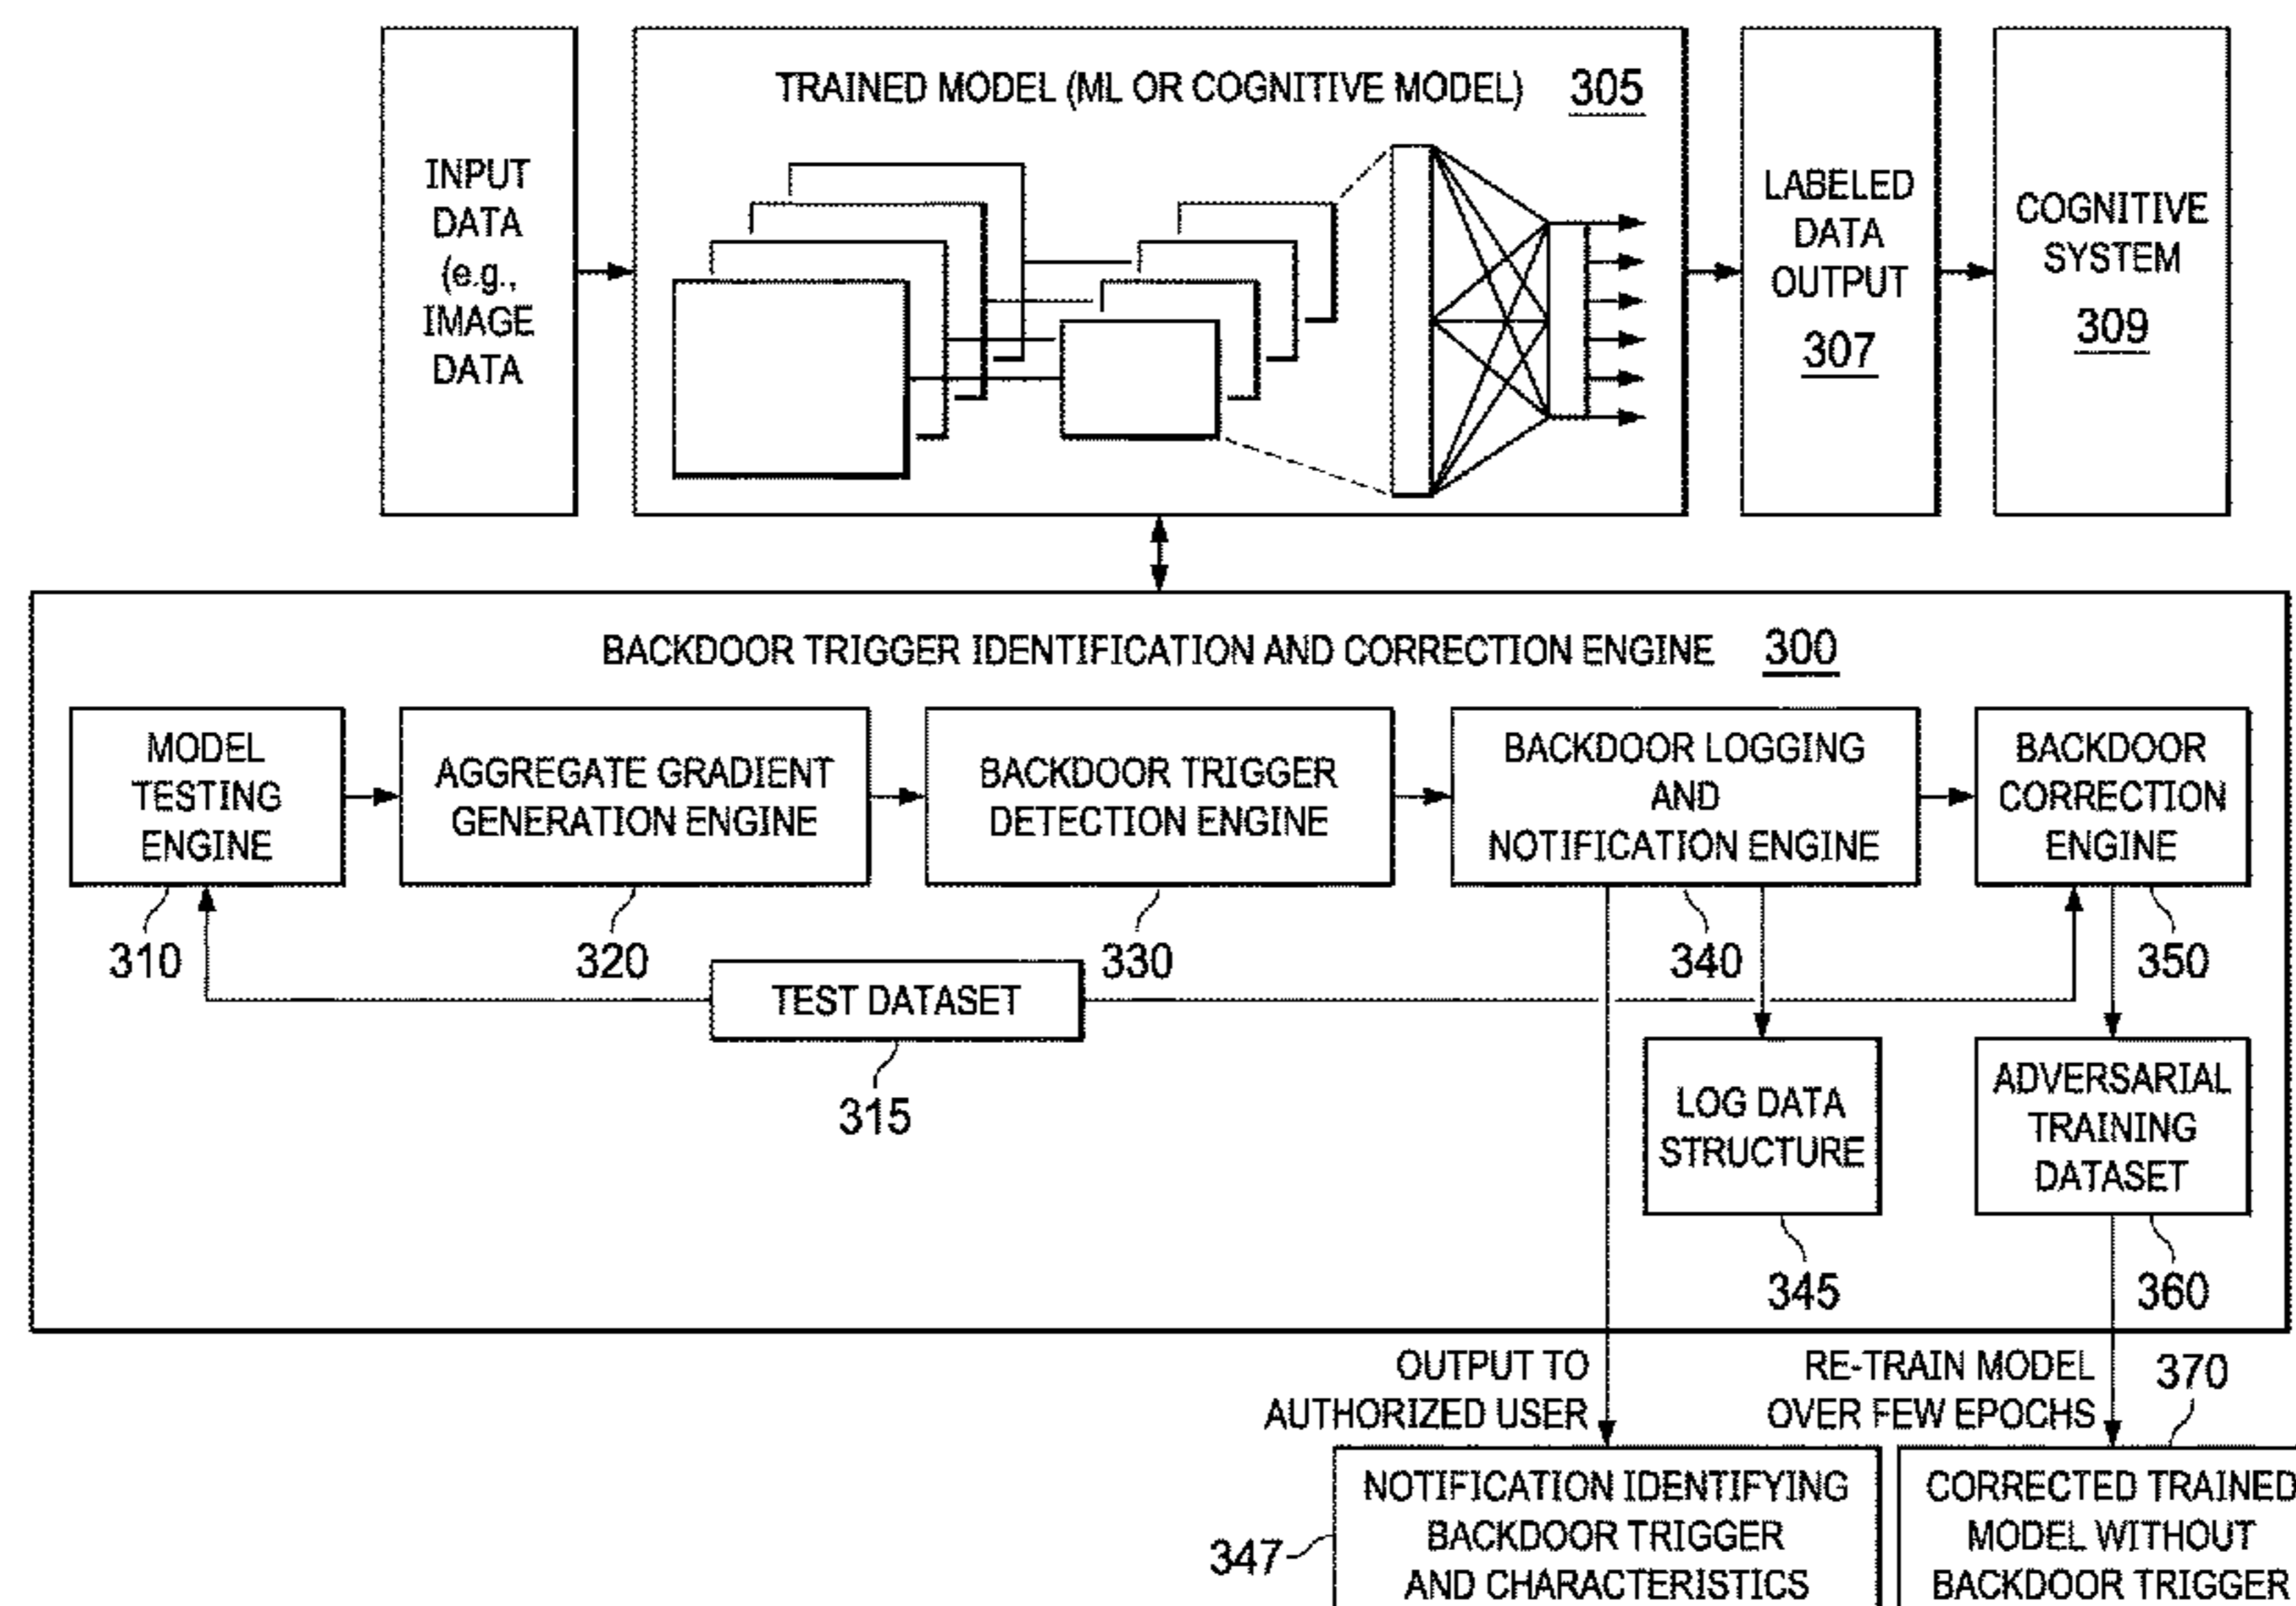 INPUT
DATA
(e.g.,
IMAGE
DATA
TRAINED MODEL (ML OR COGNITIVE MODEL) 305
LABELED
DATA
OUTPUT
307
COGNITIVE
SYSTEM
309
BACKDOOR TRIGGER IDENTIFICATION AND CORRECTION ENGINE 300
MODEL
TESTING
ENGINE
310
AGGREGATE GRADIENT
GENERATION ENGINE
320
BACKDOOR TRIGGER
DETECTION ENGINE
330
BACKDOOR LOGGING
AND
NOTIFICATION ENGINE
340
BACKDOOR
CORRECTION
ENGINE
350
TEST DATASET
315
LOG DATA
STRUCTURE
345
ADVERSARIAL
TRAINING
DATASET
360
OUTPUT TO
AUTHORIZED USER
RE-TRAIN MODEL
OVER FEW EPOCHS
370
347
NOTIFICATION IDENTIFYING
BACKDOOR TRIGGER
AND CHARACTERISTICS
CORRECTED TRAINED
MODEL WITHOUT
BACKDOOR TRIGGER